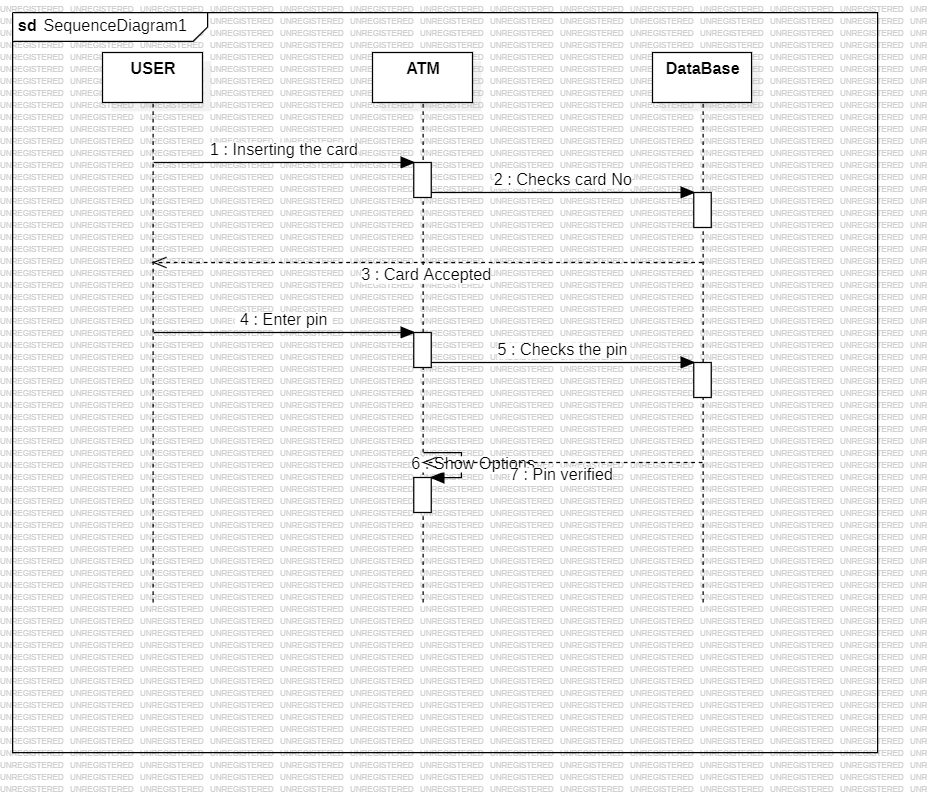 sd SequenceDiagram1
USER
ATM
DataBase
1 : Inserting the card
2 : Checks card No
3 : Card Accepted
4 : Enter pin
5 : Checks the pin
6 : Show Options
7 : Pin verified
UNREGISTERED